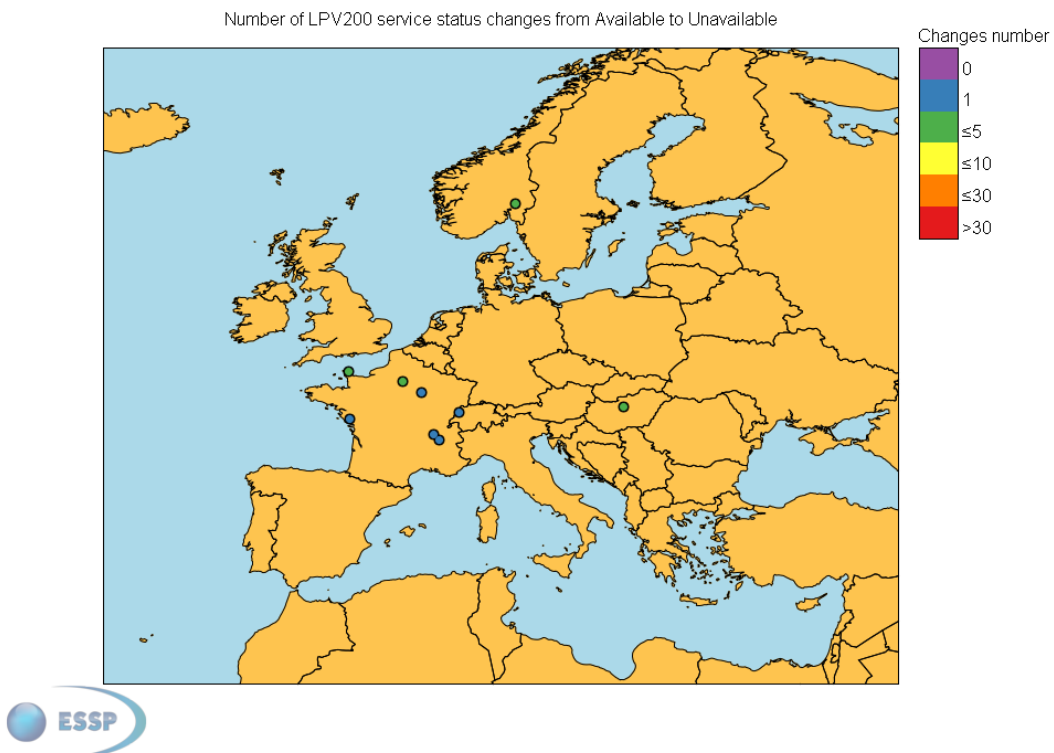 Number of LPV200 service status changes from Available to Unavailable
Changes number
0
1
≤5
≤10
≤30
>30
ESSP